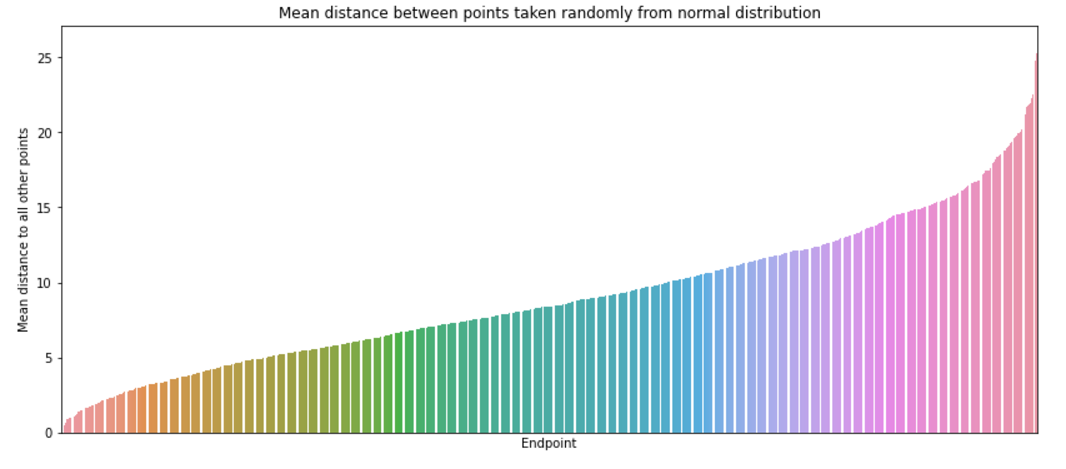 Mean distance between points taken randomly from normal distribution
25
20
15
10
5
0
Mean distance to all other points
Endpoint